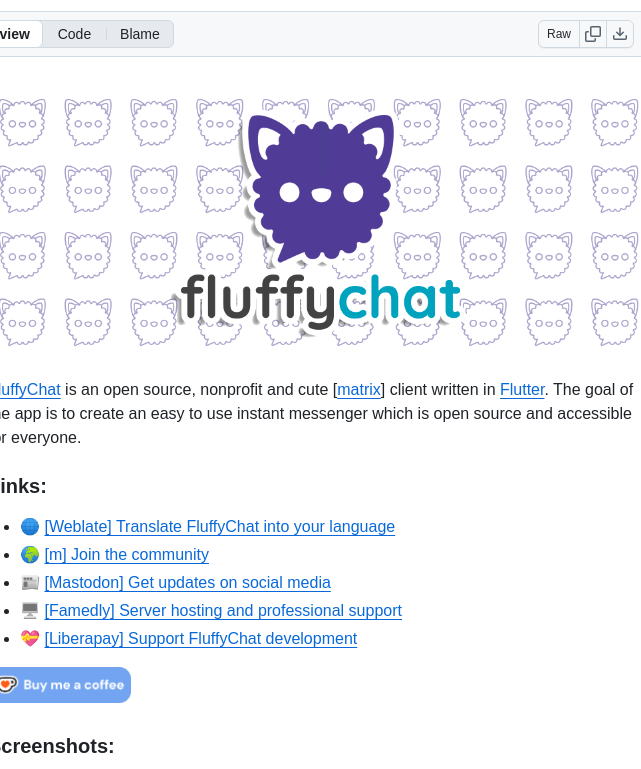 view Code Blame Raw
fluffychat
luffyChat is an open source, nonprofit and cute [matrix] client written in Flutter. The goal of
e app is to create an easy to use instant messenger which is open source and accessible
r everyone.
inks:
[Weblate] Translate FluffyChat into your language
[m] Join the community
[Mastodon] Get updates on social media
[Famedly] Server hosting and professional support
[Liberapay] Support FluffyChat development
Buy me a coffee
creenshots: